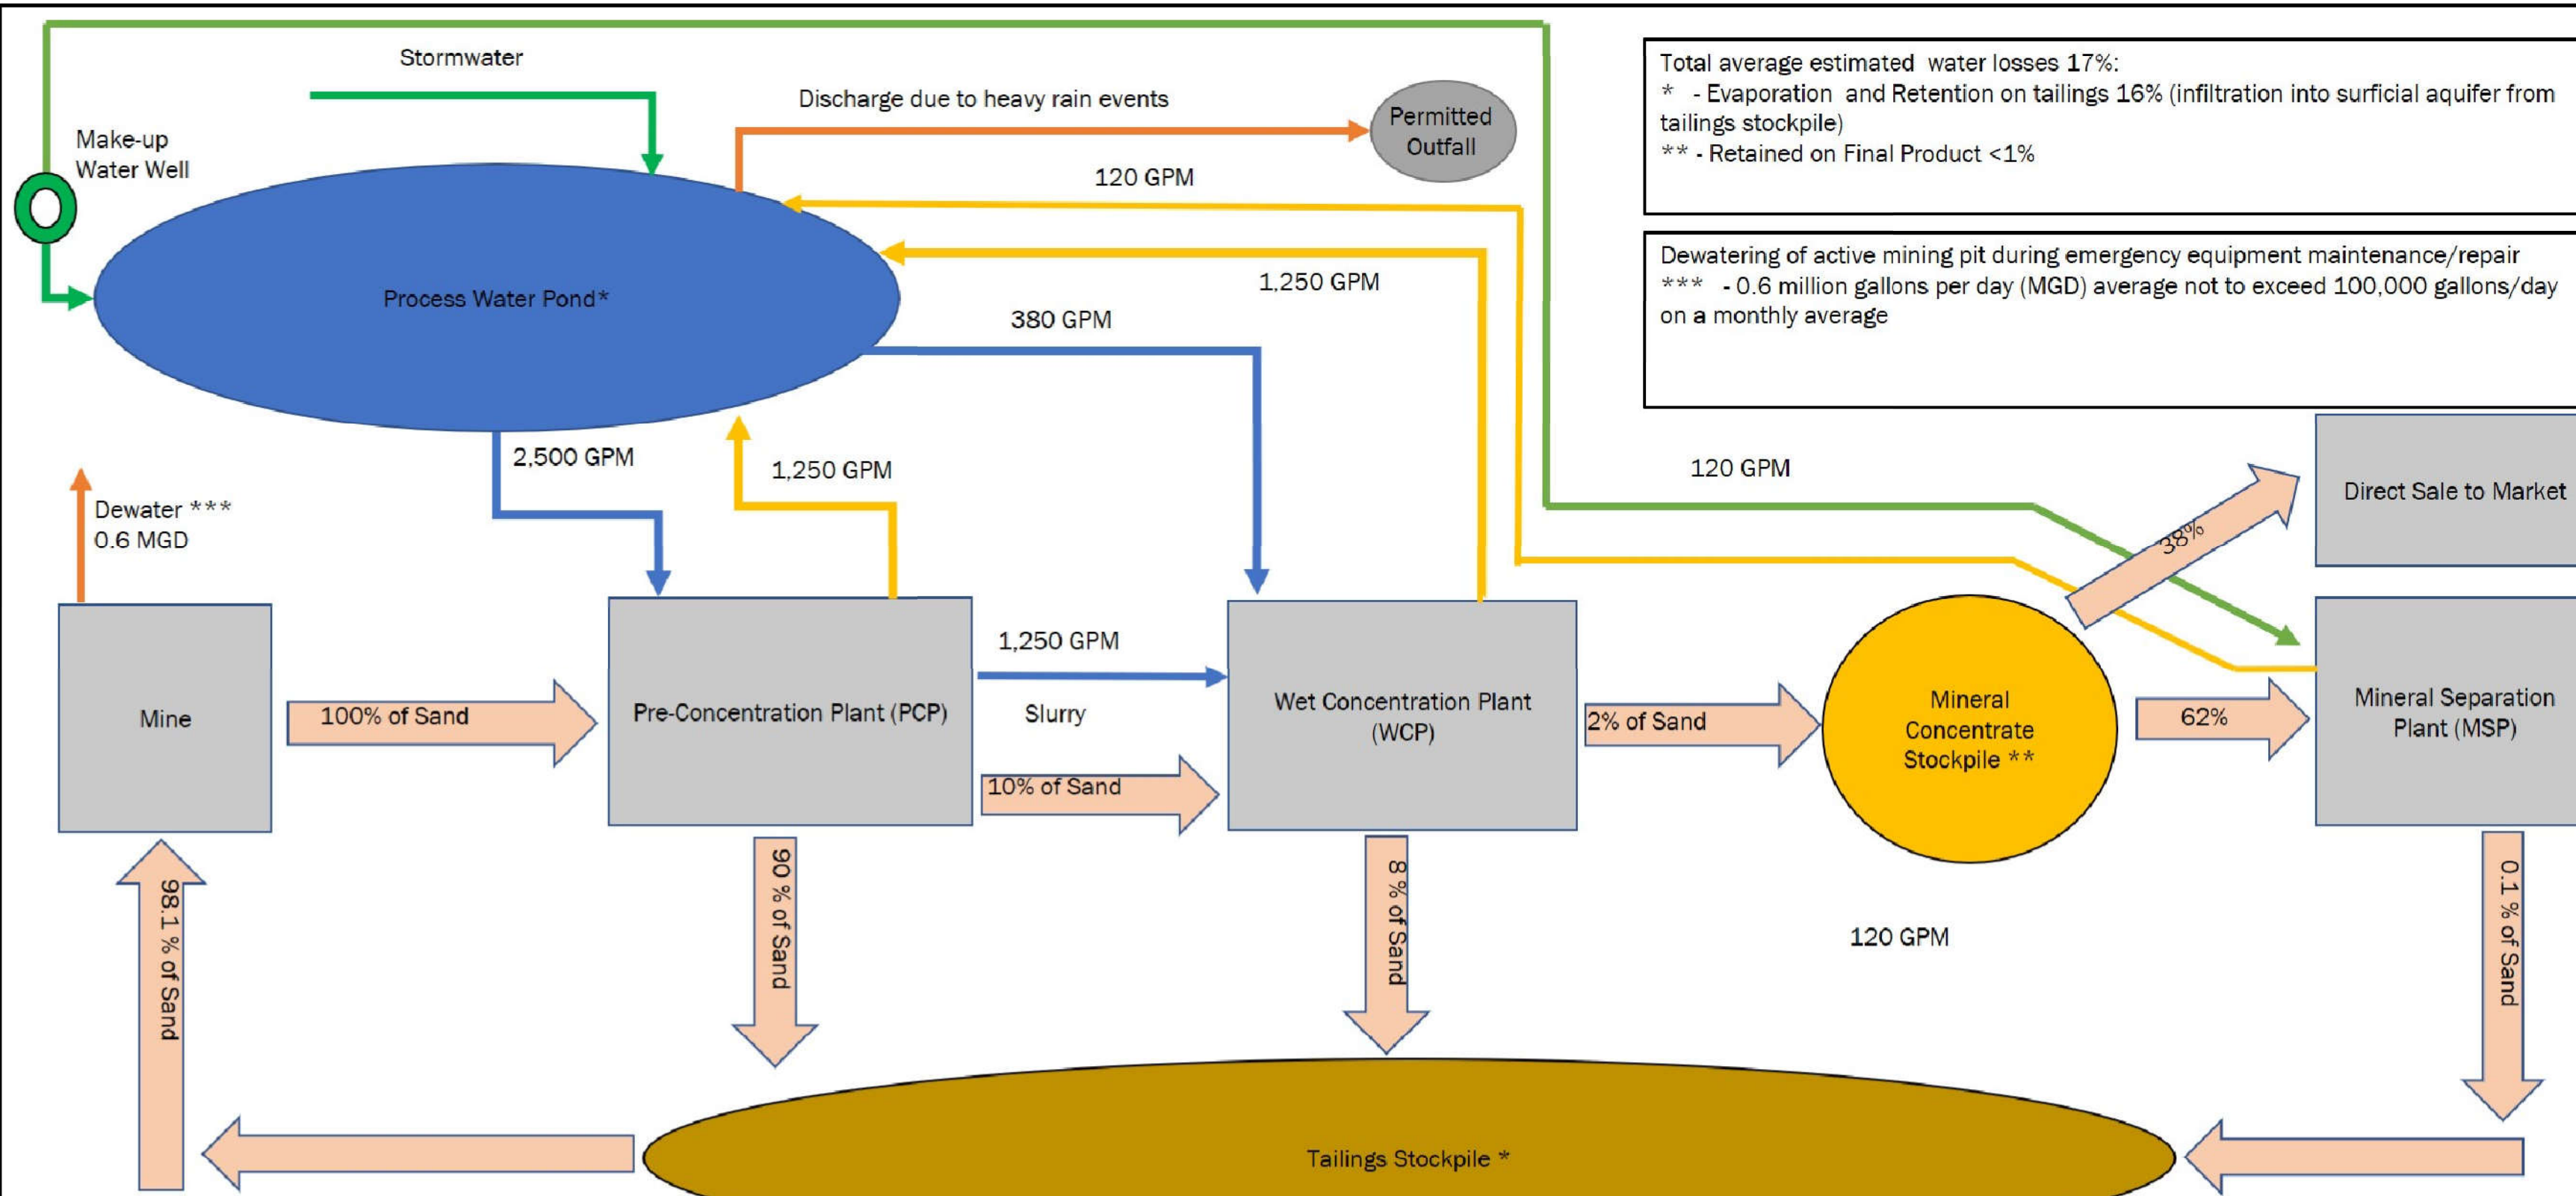 Stormwater
Discharge due to heavy rain events
Permitted
Outfall
Total average estimated water losses 17%:
* - Evaporation and Retention on tailings 16% (infiltration into surficial aquifer from
tailings stockpile)
** - Retained on Final Product <1%
Make-up
Water Well
120 GPM
Process Water Pond*
1,250 GPM
380 GPM
Dewatering of active mining pit during emergency equipment maintenance/repair
*** - 0.6 million gallons per day (MGD) average not to exceed 100,000 gallons/day
on a monthly average
2,500 GPM
1,250 GPM
120 GPM
38%
Direct Sale to Market
Dewater ***
0.6 MGD
Mine
100% of Sand
Pre-Concentration Plant (PCP)
1,250 GPM
Slurry
10% of Sand
Wet Concentration Plant
(WCP)
2% of Sand
Mineral
Concentrate
Stockpile **
62%
Mineral Separation
Plant (MSP)
98.1 % of Sand
90 % of Sand
8 % of Sand
120 GPM
0.1 % of Sand
Tailings Stockpile *